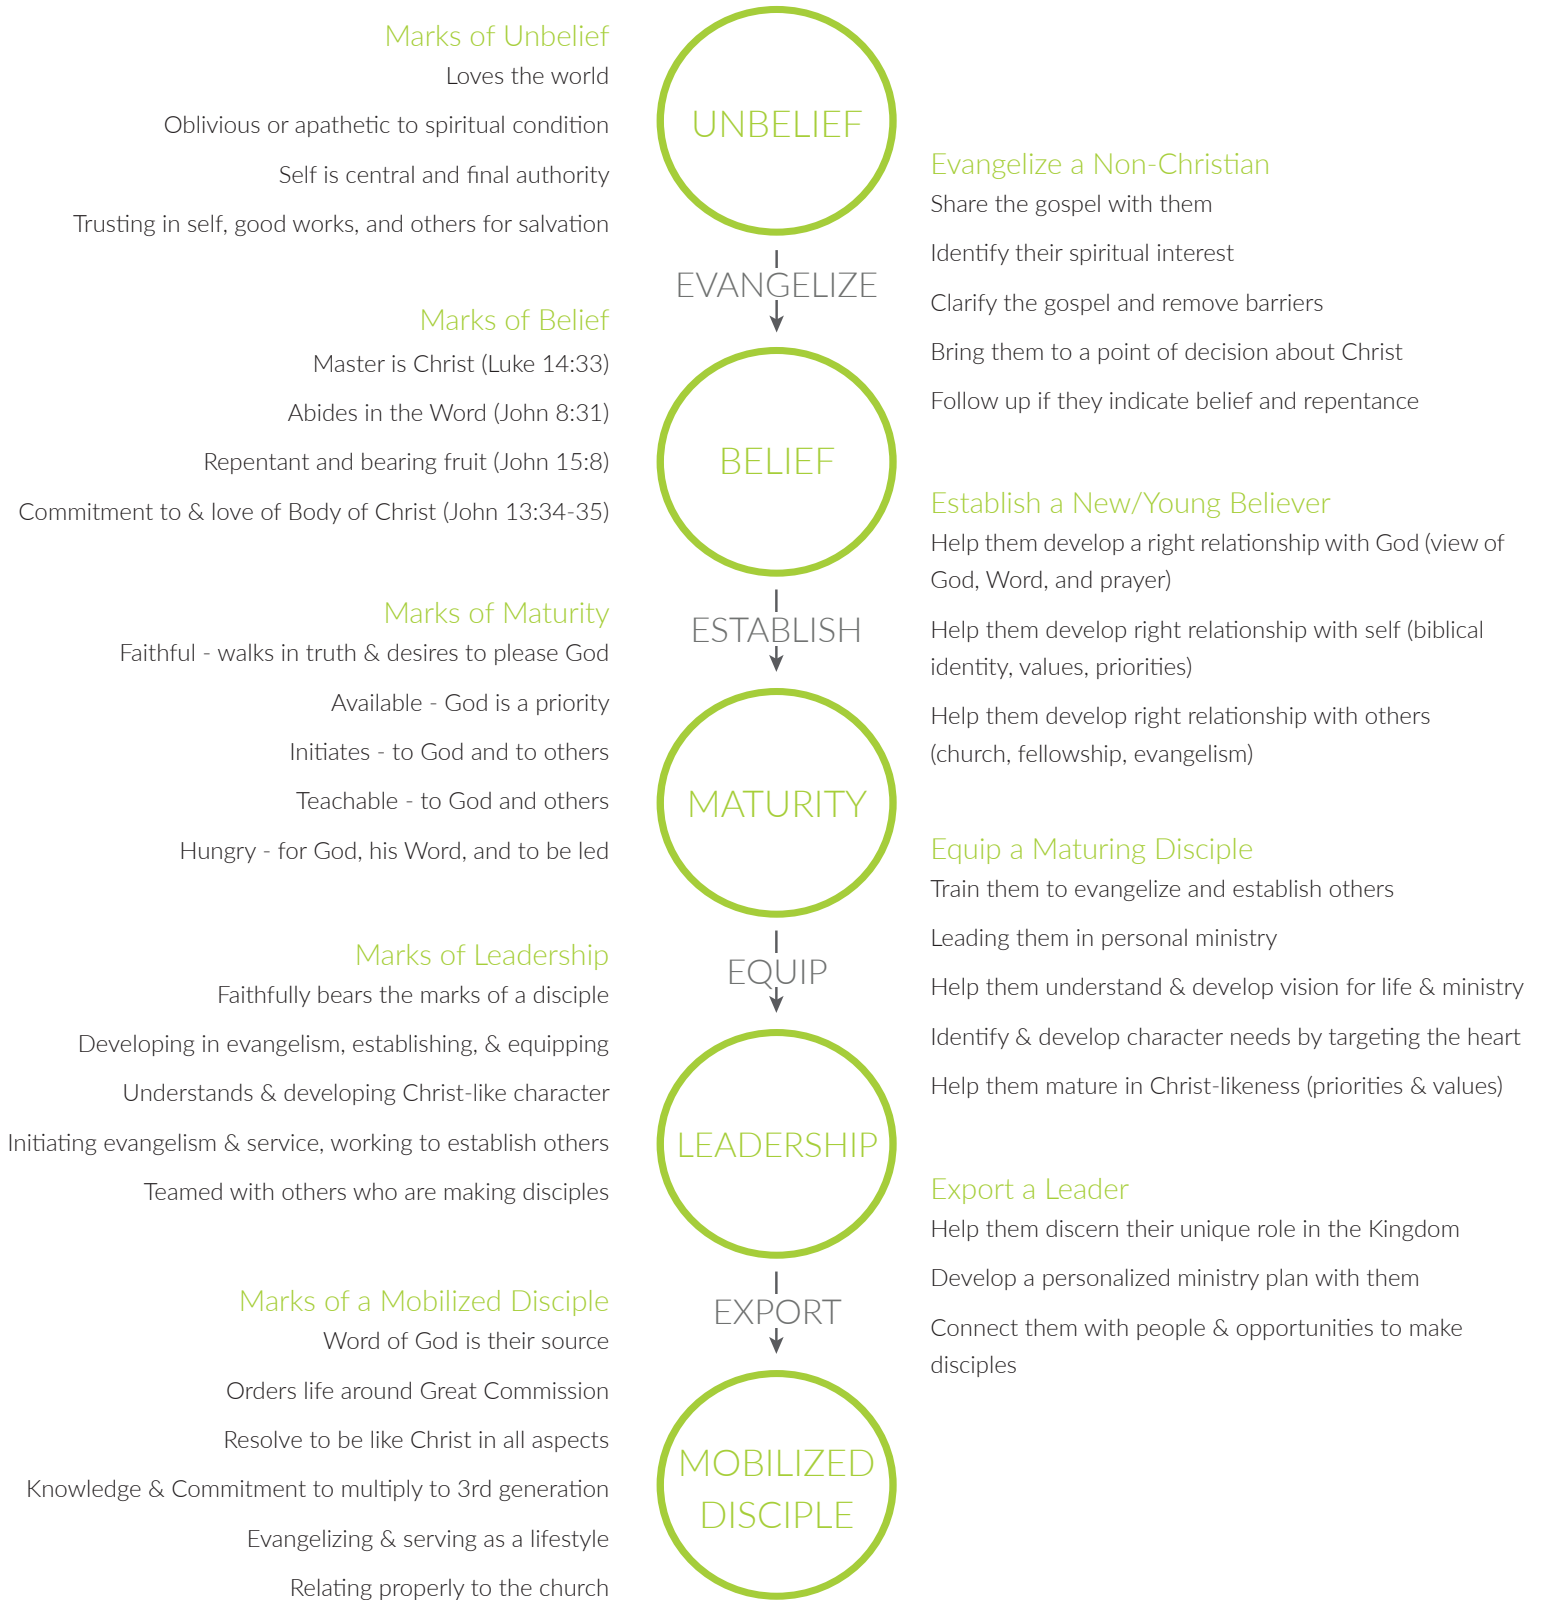 Marks of Unbelief
Loves the world
Oblivious or apathetic to spiritual condition
Self is central and final authority
Trusting in self, good works, and others for salvation
UNBELIEF
EVANGELIZE
Evangelize a Non-Christian
Share the gospel with them
Identify their spiritual interest
Clarify the gospel and remove barriers
Bring them to a point of decision about Christ
Follow up if they indicate belief and repentance
Marks of Belief
Master is Christ (Luke 14:33)
Abides in the Word (John 8:31)
Repentant and bearing fruit (John 15:8)
Commitment to & love of Body of Christ (John 13:34-35)
BELIEF
ESTABLISH
Establish a New/Young Believer
Help them develop a right relationship with God (view of
God, Word, and prayer)
Help them develop right relationship with self (biblical
identity, values, priorities)
Help them develop right relationship with others
(church, fellowship, evangelism)
Marks of Maturity
Faithful - walks in truth & desires to please God
Available - God is a priority
Initiates - to God and to others
Teachable - to God and others
Hungry - for God, his Word, and to be led
MATURITY
EQUIP
Equip a Maturing Disciple
Train them to evangelize and establish others
Leading them in personal ministry
Help them understand & develop vision for life & ministry
Identify & develop character needs by targeting the heart
Help them mature in Christ-likeness (priorities & values)
Marks of Leadership
Faithfully bears the marks of a disciple
Developing in evangelism, establishing, & equipping
Understands & developing Christ-like character
Initiating evangelism & service, working to establish others
Teamed with others who are making disciples
LEADERSHIP
EXPORT
Export a Leader
Help them discern their unique role in the Kingdom
Develop a personalized ministry plan with them
Connect them with people & opportunities to make
disciples
Marks of a Mobilized Disciple
Word of God is their source
Orders life around Great Commission
Resolve to be like Christ in all aspects
Knowledge & Commitment to multiply to 3rd generation
Evangelizing & serving as a lifestyle
Relating properly to the church
MOBILIZED
DISCIPLE